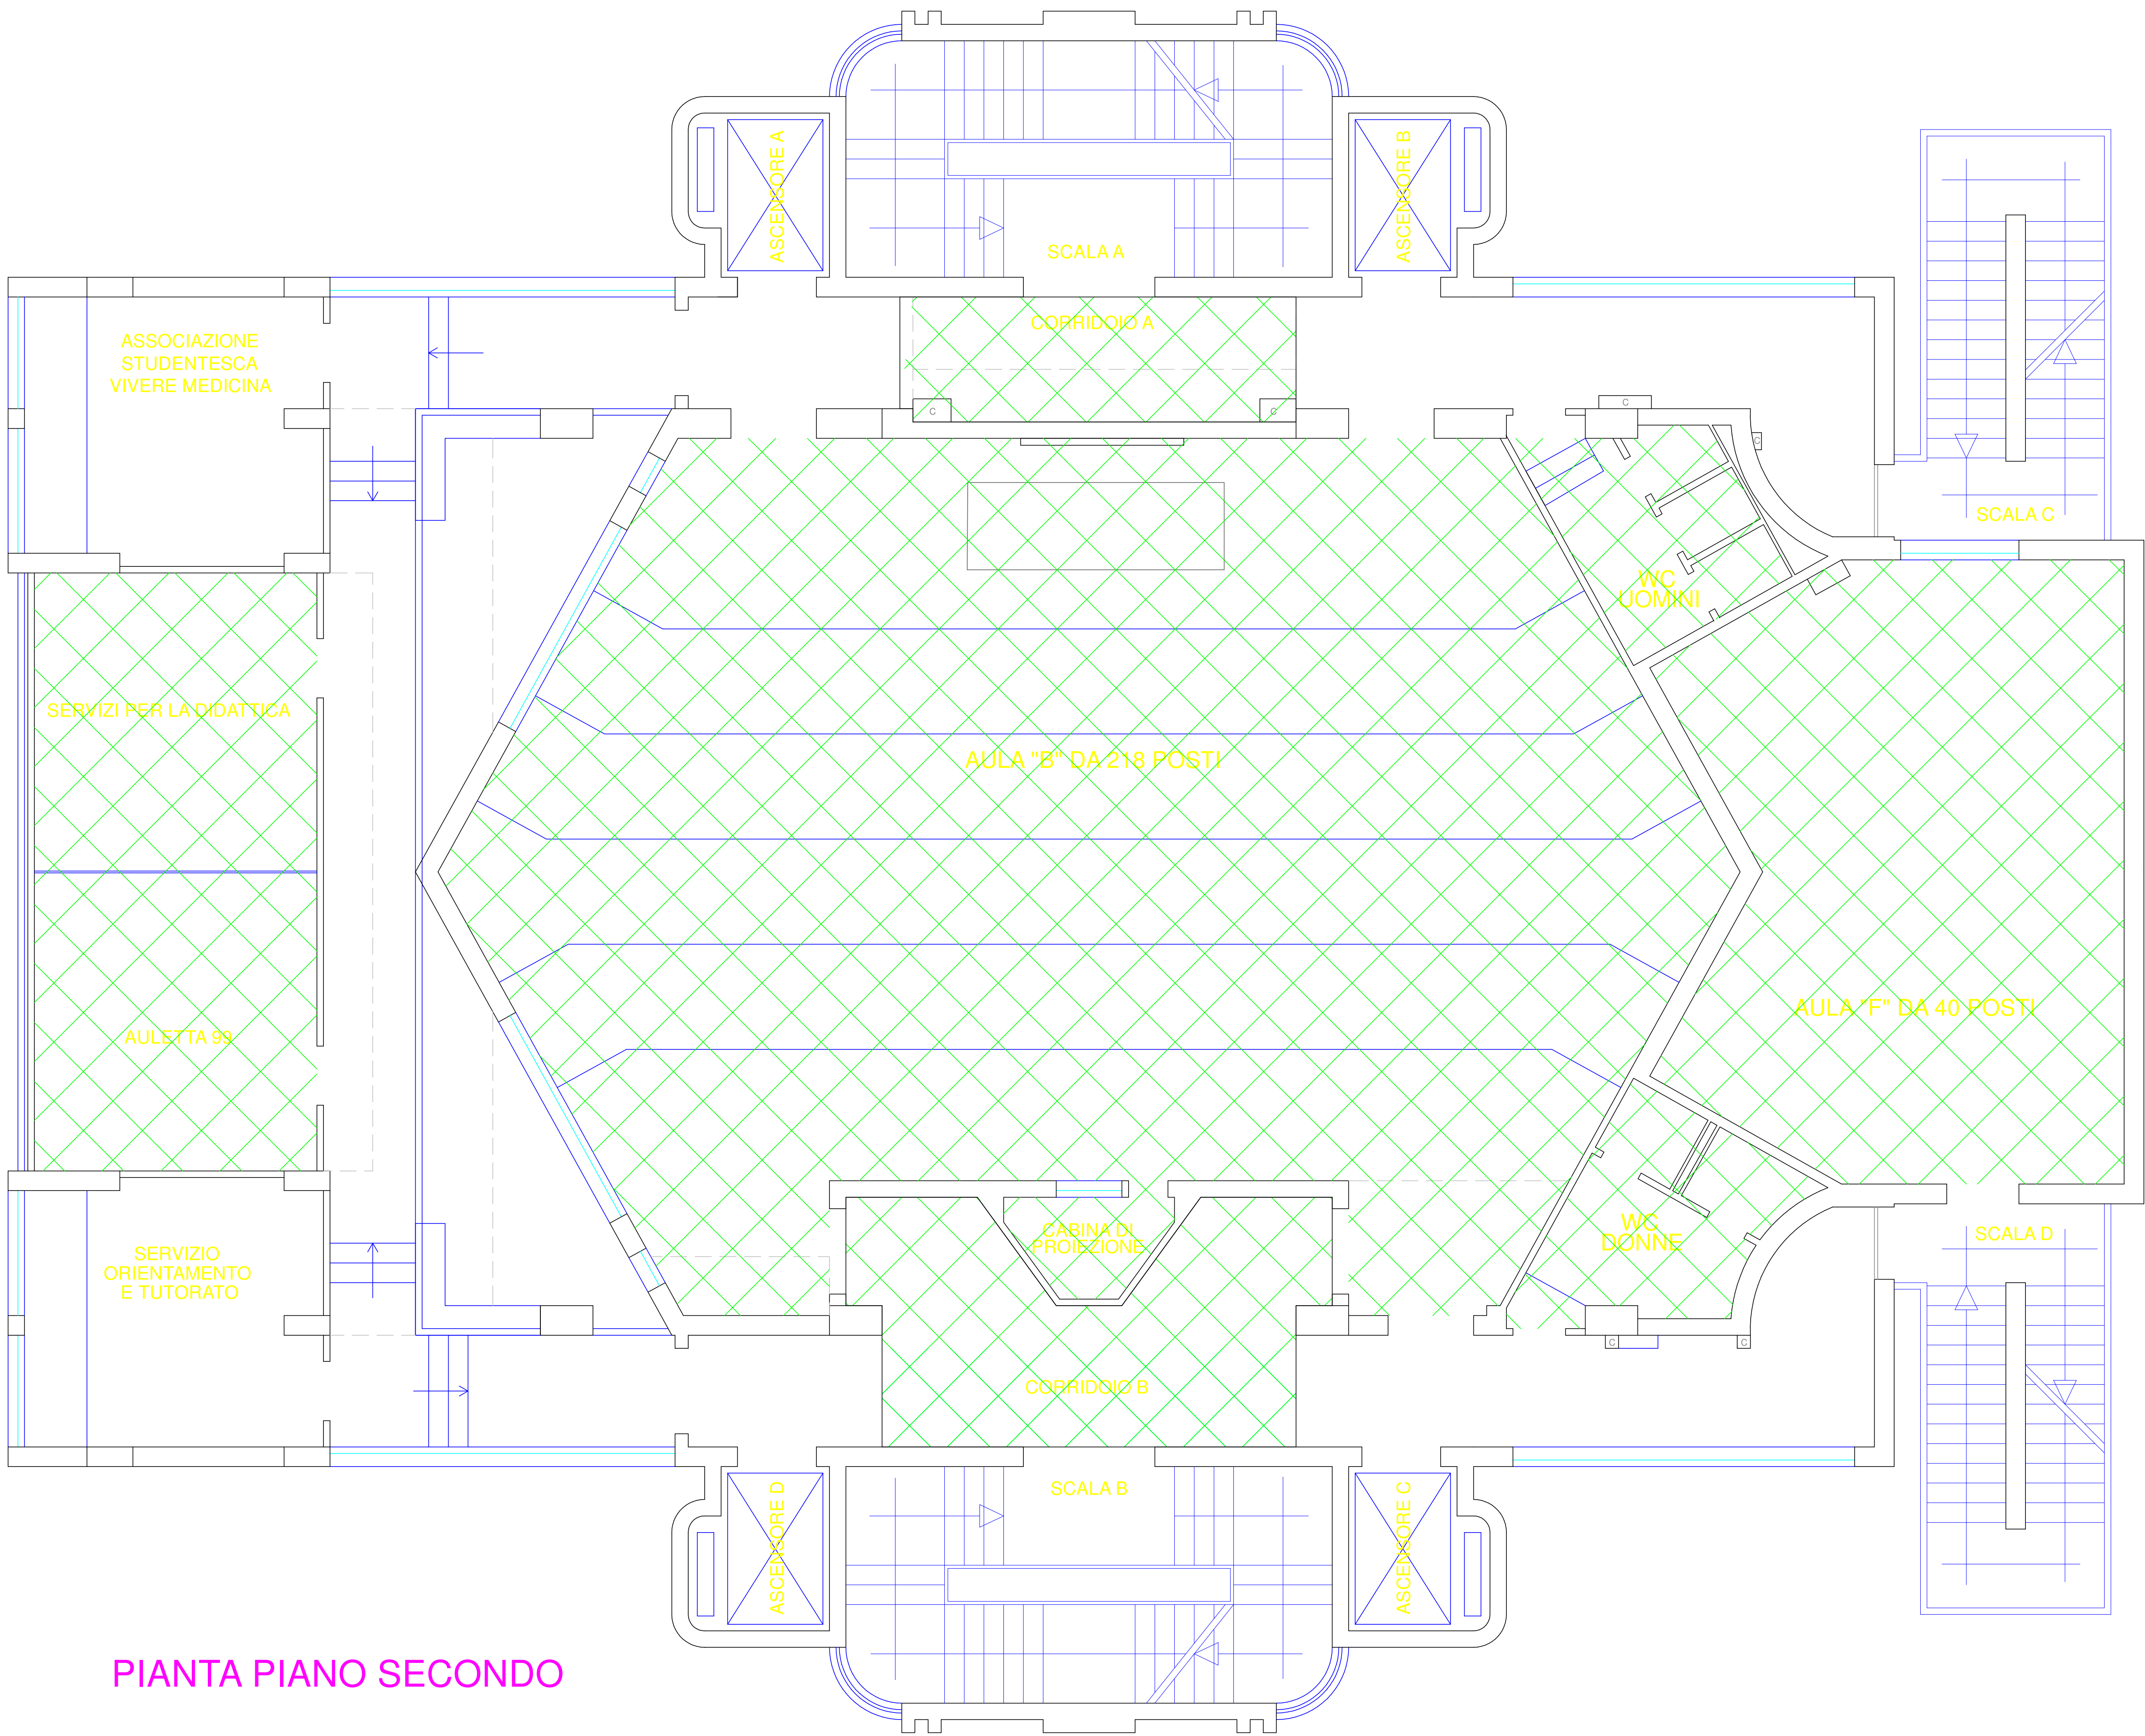 ASCENSORE A
ASCENSORE B
SCALA A
CORRIDOIO A
ASSOCIAZIONE
STUDENTESCA
VIVERE MEDICINA
C
C
C
C
SCALA C
WC
UOMINI
SERVIZI PER LA DIDATTICA
AULA "B" DA 218 POSTI
AULA "F" DA 40 POSTI
AULETTA 99
CABINA DI
PROIEZIONE
WC
DONNE
SCALA D
SERVIZIO
ORIENTAMENTO
E TUTORATO
C
C
CORRIDOIO B
SCALA B
ASCENSORE D
ASCENSORE C
PIANTA PIANO SECONDO